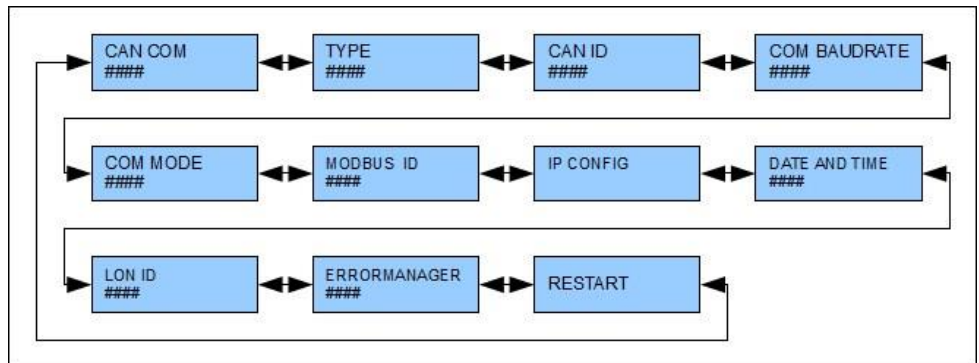 CAN COM
####
TYPE
####
CAN ID
####
COM BAUDRATE
####
COM MODE
####
MODBUS ID
####
IP CONFIG
DATE AND TIME
####
LON ID
####
ERRORMANAGER
####
RESTART